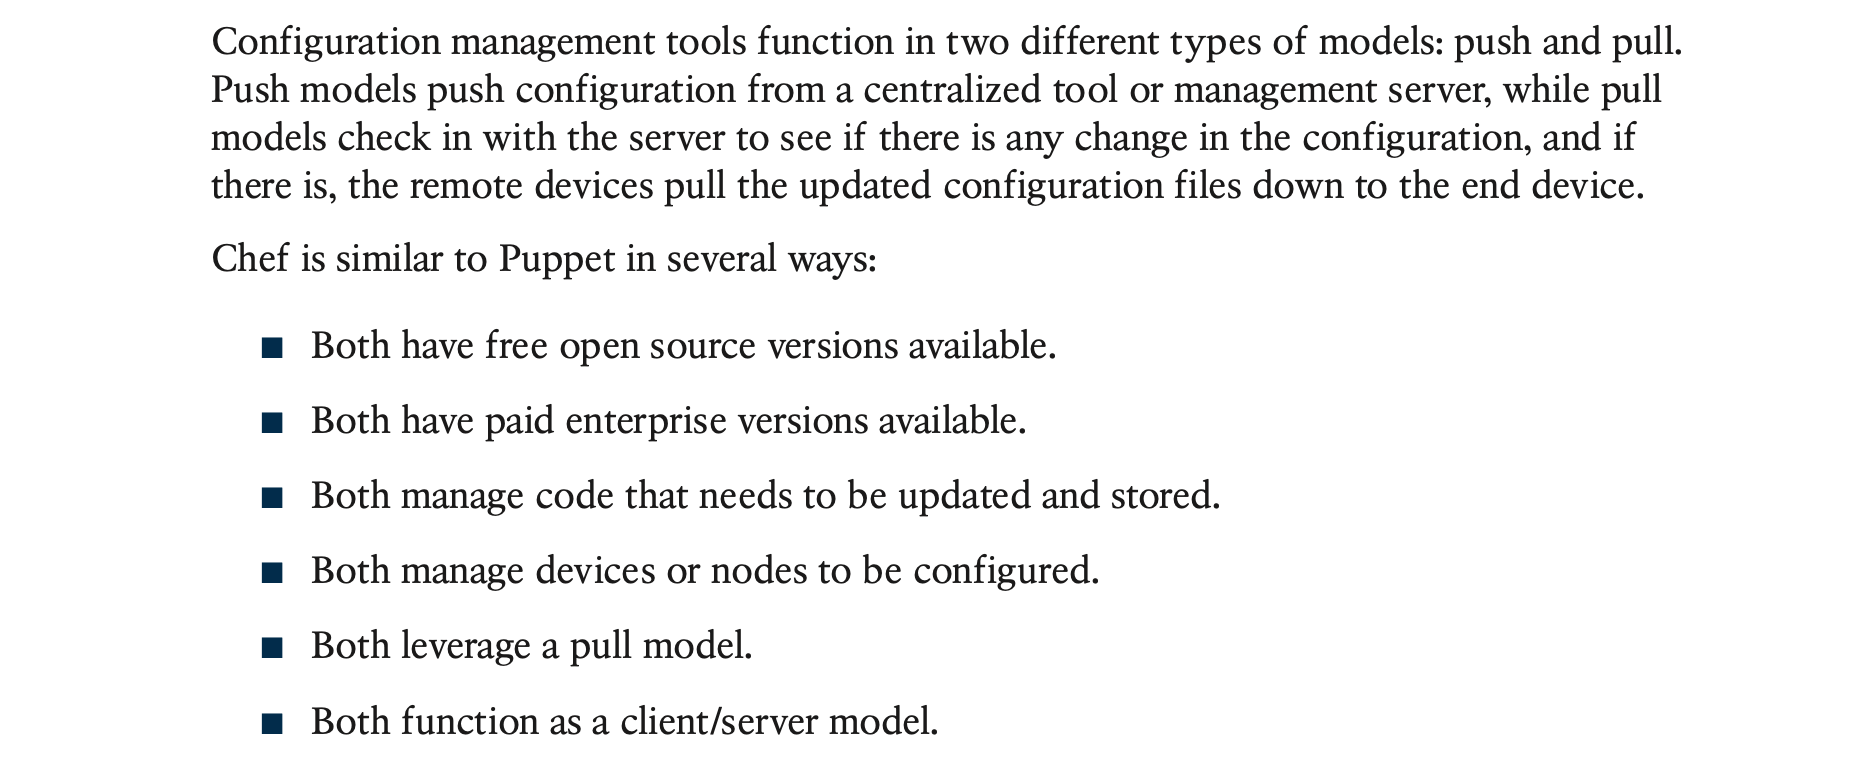 Configuration management tools function in two different types of models: push and pull.
Push models push configuration from a centralized tool or management server, while pull
models check in with the server to see if there is any change in the configuration, and if
there is, the remote devices pull the updated configuration files down to the end device.
Chef is similar to Puppet in several ways:
■ Both have free open source versions available.
■ Both have paid enterprise versions available.
■ Both manage code that needs to be updated and stored.
■ Both manage devices or nodes to be configured.
■ Both leverage a pull model.
■ Both function as a client/server model.